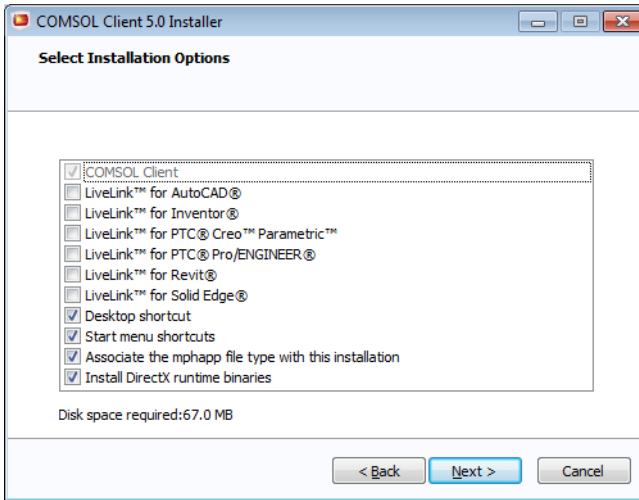 COMSOL Client 5.0 Installer
Select Installation Options
COMSOL Client
LiveLink™ for AutoCAD®
LiveLink™ for Inventor®
LiveLink™ for PTC® Creo™ Parametric™
LiveLink™ for PTC® Pro/ENGINEER®
LiveLink™ for Revit®
LiveLink™ for Solid Edge®
Desktop shortcut
Start menu shortcuts
Associate the mphapp file type with this installation
Install DirectX runtime binaries
Disk space required:67.0 MB
< Back Next > Cancel